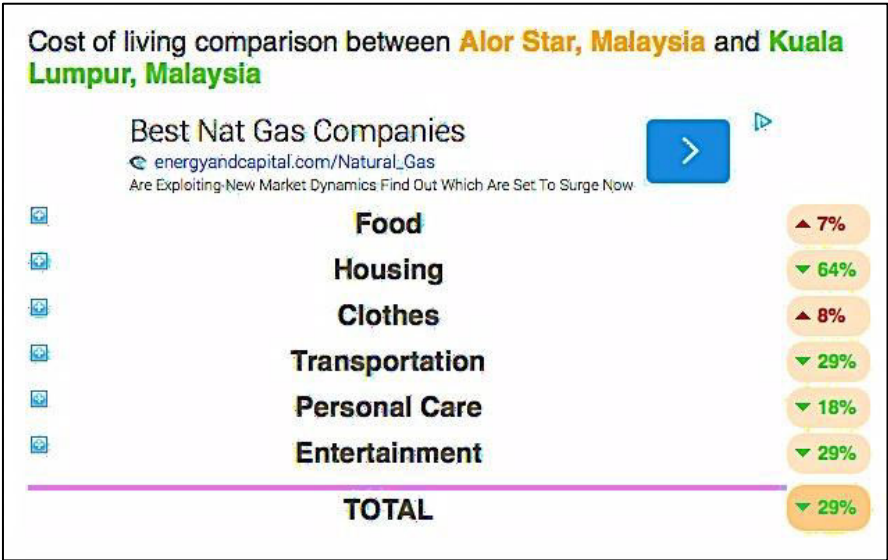 Cost of living comparison between Alor Star, Malaysia and Kuala
Lumpur, Malaysia
Best Nat Gas Companies
energyandcapital.com/Natural_Gas
Are Exploiting New Market Dynamics Find Out Which Are Set To Surge Now
Food ▲ 7%
Housing ▼ 64%
Clothes ▲ 8%
Transportation ▼ 29%
Personal Care ▼ 18%
Entertainment ▼ 29%
TOTAL ▼ 29%